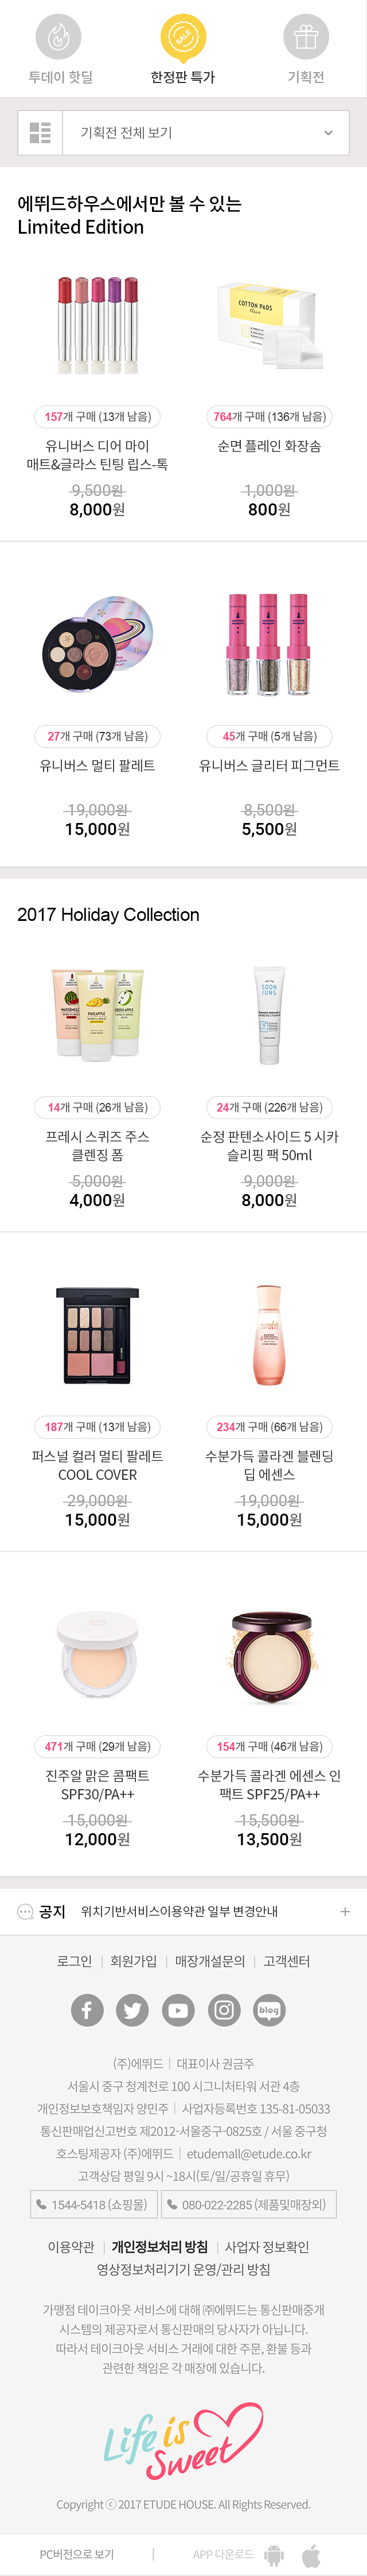 SALE
투데이 핫딜
한정판 특가
기획전
기획전 전체 보기
에뛰드하우스에서만 볼 수 있는
Limited Edition
COTTON PADS
157개 구매 (13개 남음)
764개 구매 (136개 남음)
유니버스 디어 마이
매트&글라스 틴팅 립스-톡
순면 플레인 화장솜
9,500원
8,000원
1,000원
800원
27개 구매 (73개 남음)
45개 구매 (5개 남음)
유니버스 멀티 팔레트
유니버스 글리터 피그먼트
19,000원
15,000원
8,500원
5,500원
2017 Holiday Collection
WATERMELON
PINEAPPLE
GREEN APPLE
SOON
JUNG
14개 구매 (26개 남음)
24개 구매 (226개 남음)
프레시 스퀴즈 주스
클렌징 폼
순정 판텐소사이드 5 시카
슬리핑 팩 50ml
5,000원
4,000원
9,000원
8,000원
187개 구매 (13개 남음)
234개 구매 (66개 남음)
퍼스널 컬러 멀티 팔레트
COOL COVER
수분가득 콜라겐 블렌딩
딥 에센스
29,000원
15,000원
19,000원
15,000원
471개 구매 (29개 남음)
154개 구매 (46개 남음)
진주알 맑은 콤팩트
SPF30/PA++
수분가득 콜라겐 에센스 인
팩트 SPF25/PA++
15,000원
12,000원
15,500원
13,500원
공지 위치기반서비스이용약관 일부 변경안내
로그인 | 회원가입 | 매장개설문의 | 고객센터
blog
(주)에뛰드 | 대표이사 권금주
서울시 중구 청계천로 100 시그니처타워 서관 4층
개인정보보호책임자 양민주 | 사업자등록번호 135-81-05033
통신판매업신고번호 제2012-서울중구-0825호 / 서울 중구청
호스팅제공자 (주)에뛰드 | etudemall@etude.co.kr
고객상담 평일 9시 ~18시(토/일/공휴일 휴무)
1544-5418 (쇼핑몰)
080-022-2285 (제품및매장외)
이용약관 | 개인정보처리 방침 | 사업자 정보확인
영상정보처리기기 운영/관리 방침
가맹점 테이크아웃 서비스에 대해 ㈜에뛰드는 통신판매중개
시스템의 제공자로서 통신판매의 당사자가 아닙니다.
따라서 테이크아웃 서비스 거래에 대한 주문, 환불 등과
관련한 책임은 각 매장에 있습니다.
Life is
Sweet
Copyright ⓒ 2017 ETUDE HOUSE. All Rights Reserved.
PC버전으로 보기 | APP 다운로드